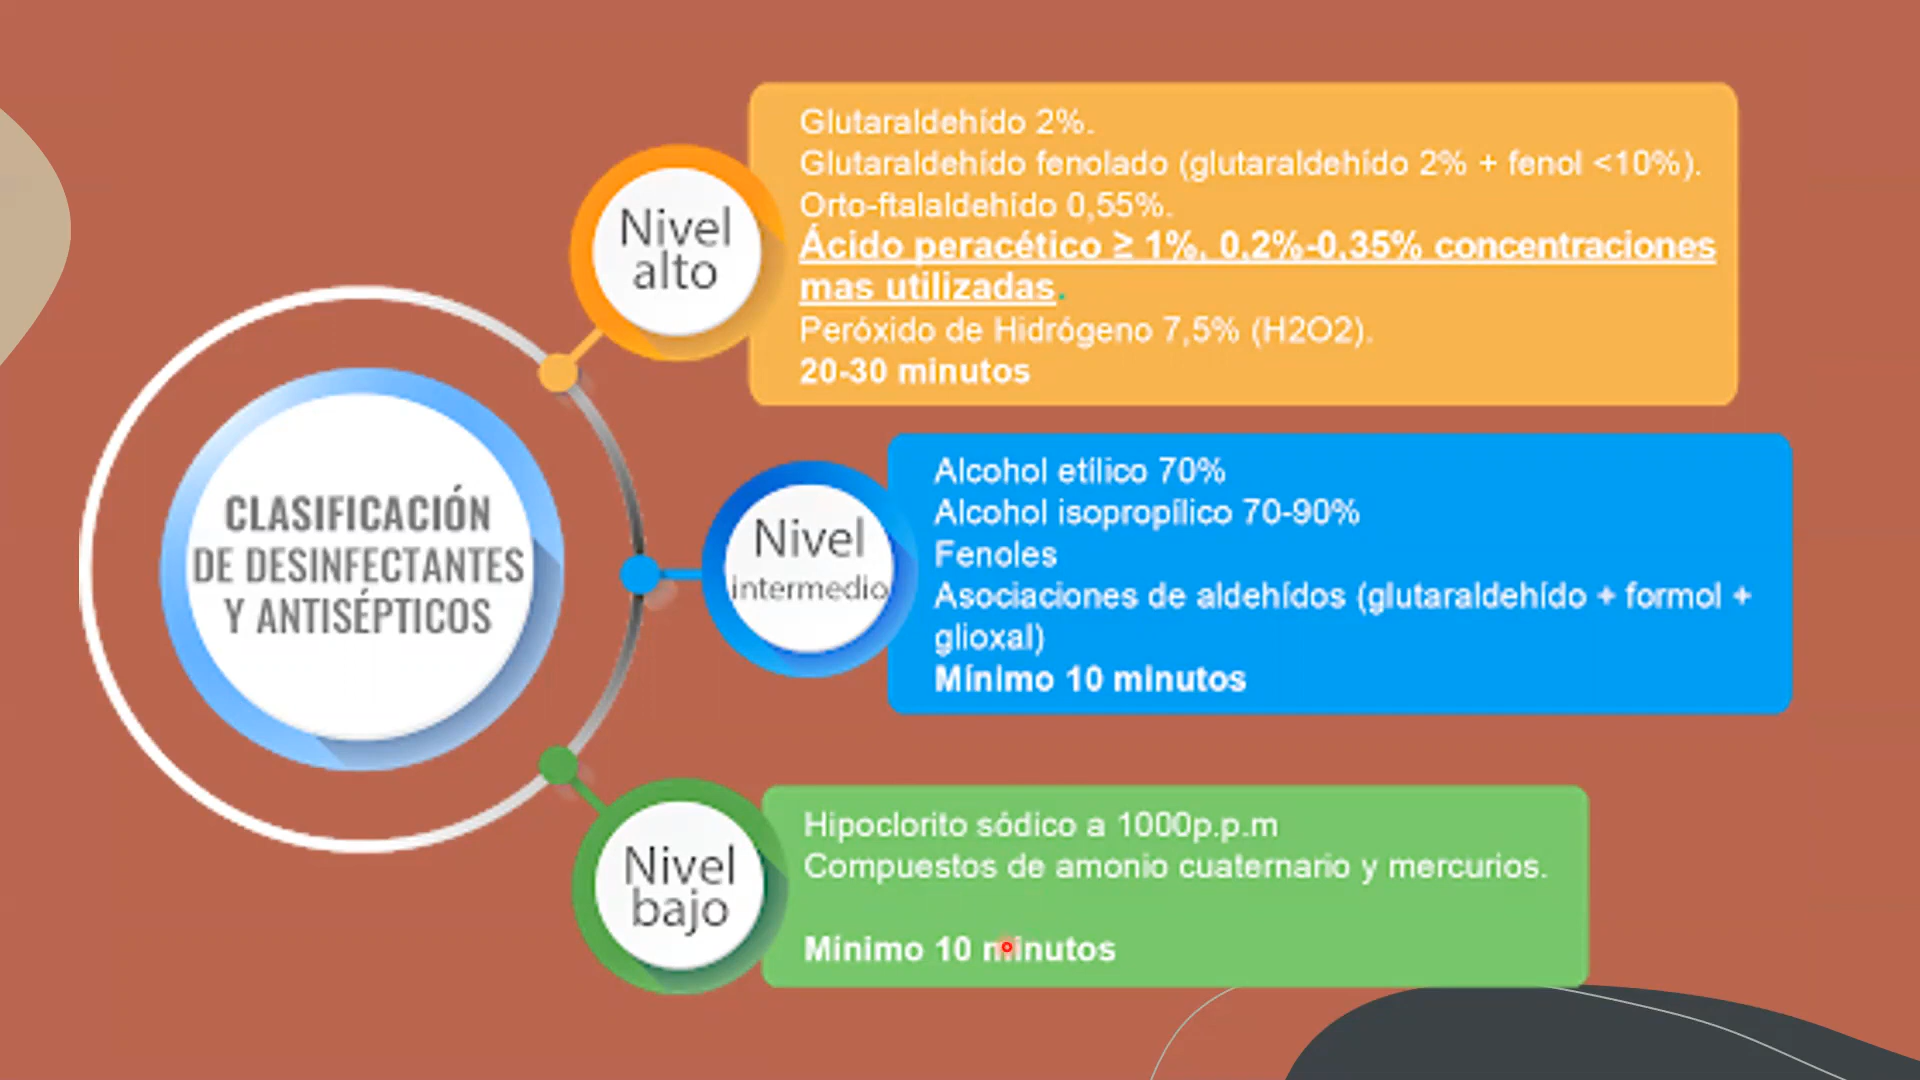 Glutaraldehído 2%.
Glutaraldehído fenolado (glutaraldehído 2% + fenol <10%).
Orto-ftalaldehído 0,55%.
Ácido peracético ≥ 1%, 0,2%-0,35% concentraciones
mas utilizadas.
Peróxido de Hidrógeno 7,5% (H2O2).
20-30 minutos
Nivel
alto
CLASIFICACIÓN
DE DESINFECTANTES
Y ANTISÉPTICOS
Nivel
intermedio
Alcohol etílico 70%
Alcohol isopropílico 70-90%
Fenoles
Asociaciones de aldehídos (glutaraldehído + formol +
glioxal)
Mínimo 10 minutos
Nivel
bajo
Hipoclorito sódico a 1000p.p.m
Compuestos de amonio cuaternario y mercurios.
Mínimo 10 minutos